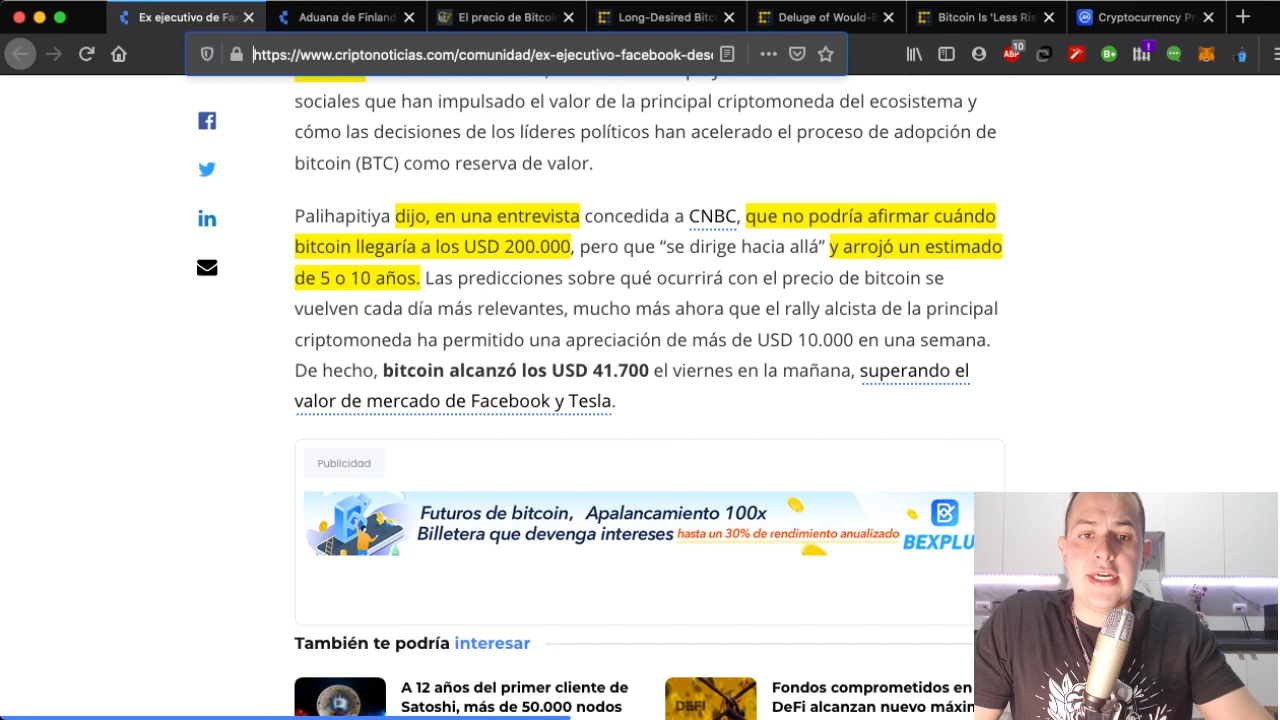 Ex ejecutivo de Fa
Aduana de Finland
El precio de Bitcoi
Long-Desired Bitc
Deluge of Would-B
Bitcoin Is 'Less Ris
Cryptocurrency Pr
https://www.criptonoticias.com/comunidad/ex-ejecutivo-facebook-desc
10
sociales que han impulsado el valor de la principal criptomoneda del ecosistema y
cómo las decisiones de los líderes políticos han acelerado el proceso de adopción de
bitcoin (BTC) como reserva de valor.
Palihapitiya dijo, en una entrevista concedida a CNBC, que no podría afirmar cuándo
bitcoin llegaría a los USD 200.000, pero que “se dirige hacia allá” y arrojó un estimado
de 5 o 10 años. Las predicciones sobre qué ocurrirá con el precio de bitcoin se
vuelven cada día más relevantes, mucho más ahora que el rally alcista de la principal
criptomoneda ha permitido una apreciación de más de USD 10.000 en una semana.
De hecho, bitcoin alcanzó los USD 41.700 el viernes en la mañana, superando el
valor de mercado de Facebook y Tesla.
Publicidad
Futuros de bitcoin, Apalancamiento 100x
Billetera que devenga intereses hasta un 30% de rendimiento anualizado
BEXPLU
También te podría interesar
A 12 años del primer cliente de
Satoshi, más de 50.000 nodos
DEFI
Fondos comprometidos en
DeFi alcanzan nuevo máxim